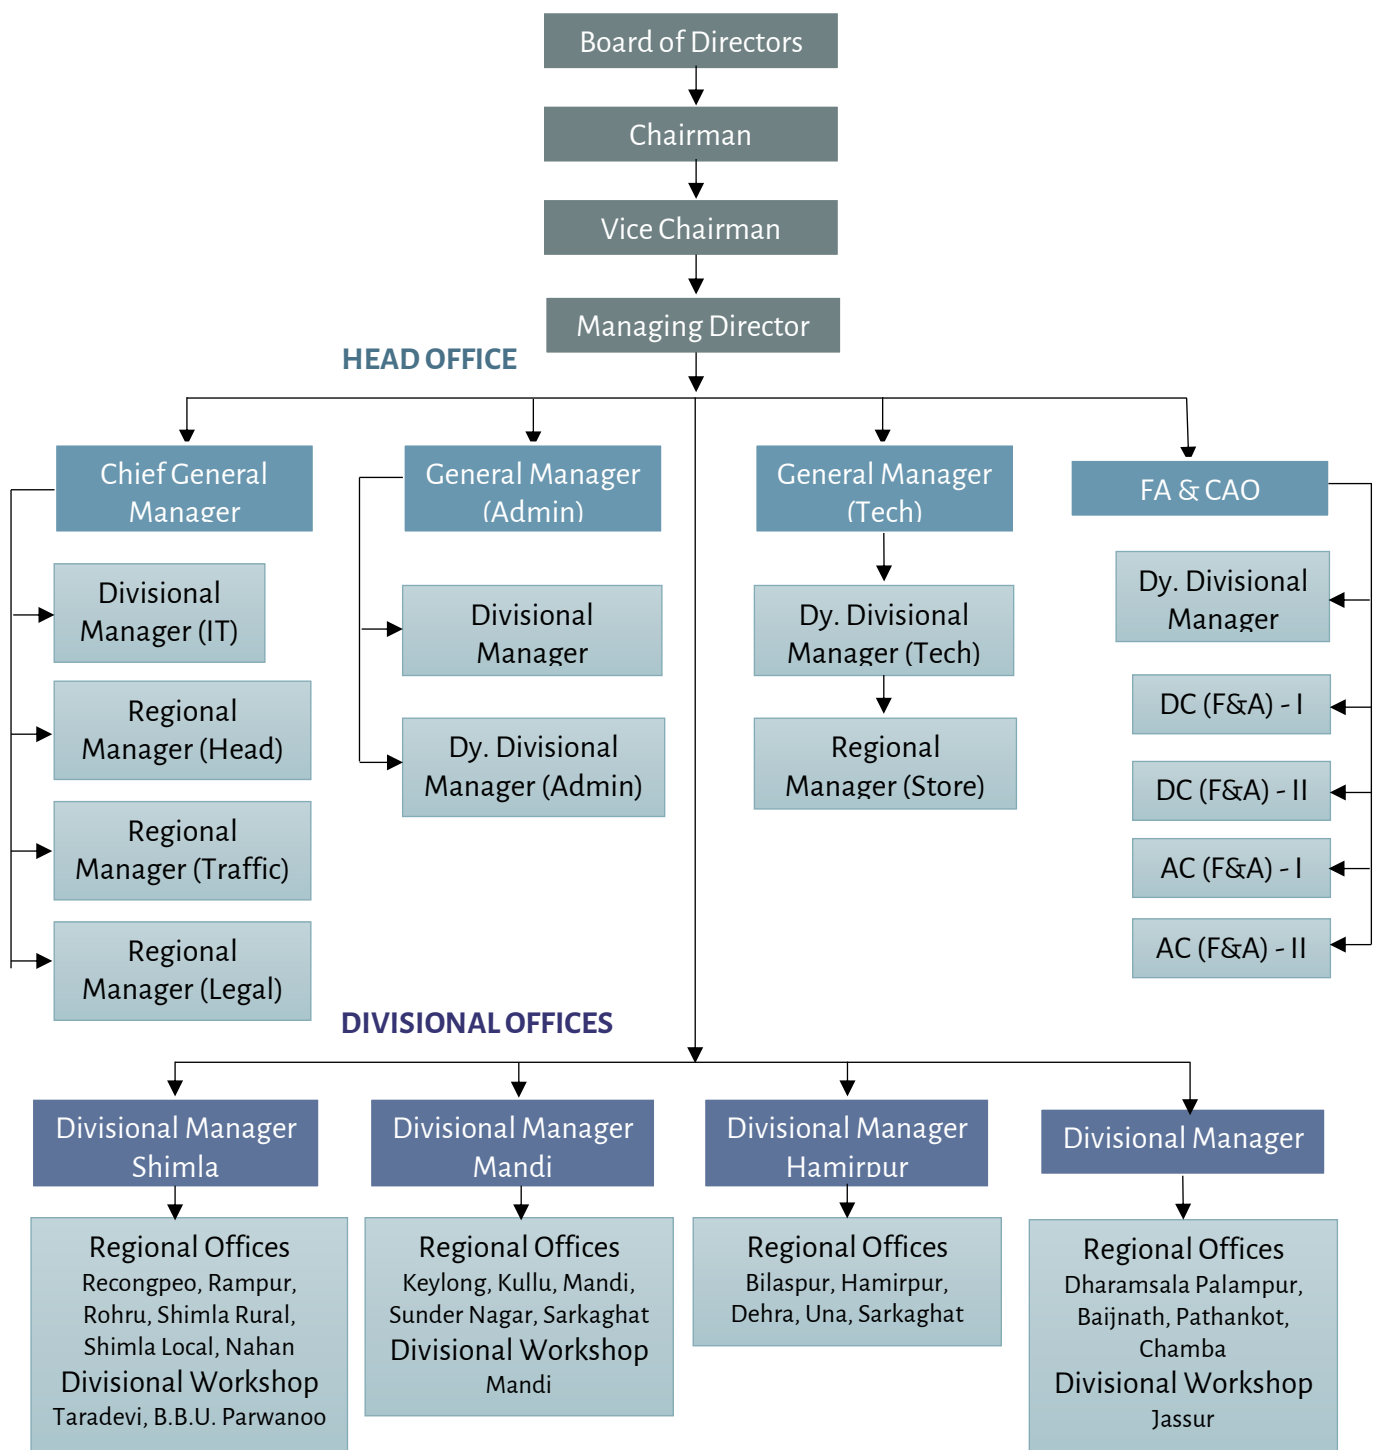 Board of Directors
Chairman
Vice Chairman
Managing Director
HEAD OFFICE
Chief General
Manager
General Manager
(Admin)
General Manager
(Tech)
FA & CAO
Divisional
Manager (IT)
Regional
Manager (Head)
Regional
Manager (Traffic)
Regional
Manager (Legal)
Divisional
Manager
Dy. Divisional
Manager (Admin)
Dy. Divisional
Manager (Tech)
Regional
Manager (Store)
Dy. Divisional
Manager
DC (F&A) - I
DC (F&A) - II
AC (F&A) - I
AC (F&A) - II
DIVISIONAL OFFICES
Divisional Manager
Shimla
Divisional Manager
Mandi
Divisional Manager
Hamirpur
Divisional Manager
Regional Offices
Recongpeo, Rampur,
Rohru, Shimla Rural,
Shimla Local, Nahan
Divisional Workshop
Taradevi, B.B.U. Parwanoo
Regional Offices
Keylong, Kullu, Mandi,
Sunder Nagar, Sarkaghat
Divisional Workshop
Mandi
Regional Offices
Bilaspur, Hamirpur,
Dehra, Una, Sarkaghat
Regional Offices
Dharamsala Palampur,
Baijnath, Pathankot,
Chamba
Divisional Workshop
Jassur